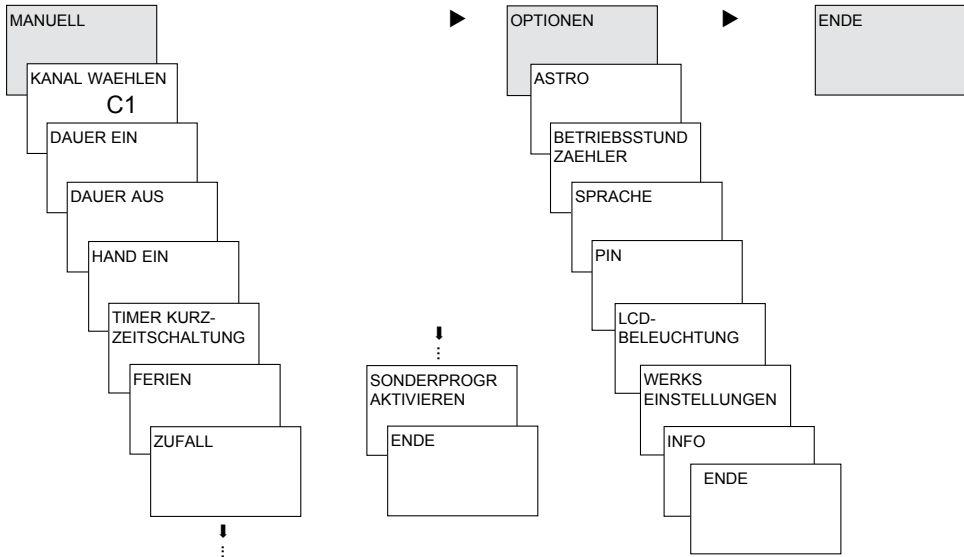 MANUELL
KANAL WAEHLEN
C1
DAUER EIN
DAUER AUS
HAND EIN
TIMER KURZ-
ZEITSCHALTUNG
FERIEN
ZUFALL
SONDERPROGR
AKTIVIEREN
ENDE
OPTIONEN
ASTRO
BETRIEBSSTUND
ZAEHLER
SPRACHE
PIN
LCD-
BELEUCHTUNG
WERKS
EINSTELLUNGEN
INFO
ENDE
ENDE